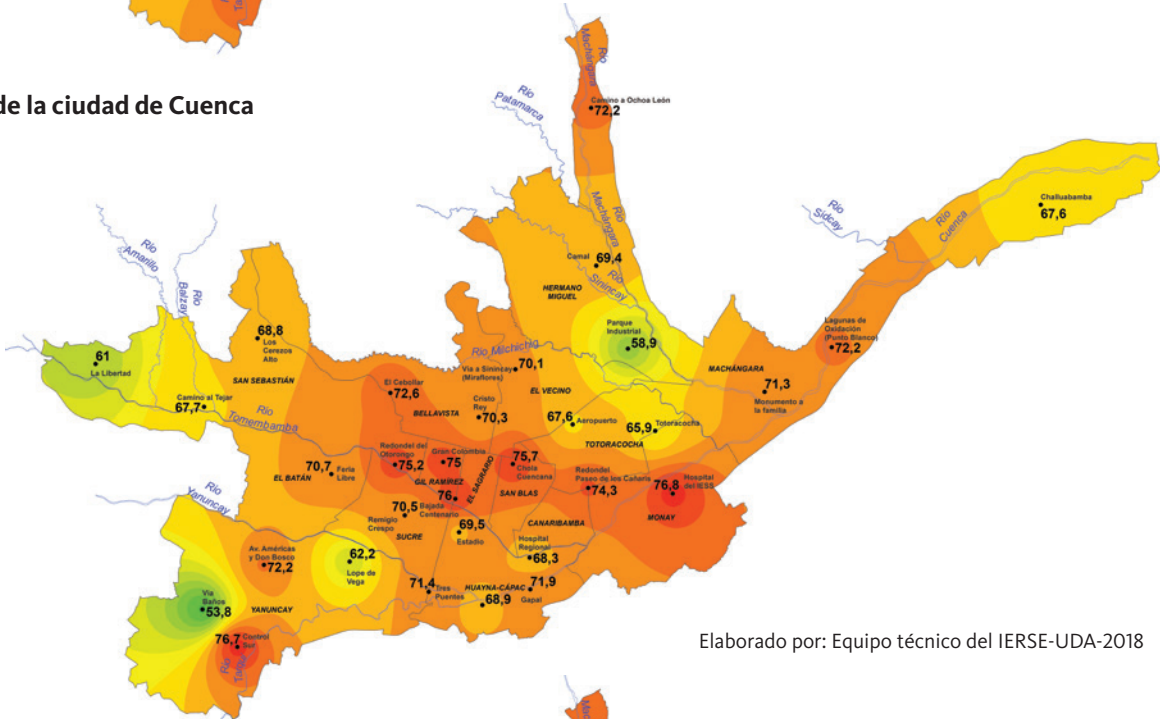 de la ciudad de Cuenca
Río
Machángara
Camino a Ochoa León
72,2
Río
Patamarca
Río
Machángara
Challuabamba
67,6
Río
Sidcay
Río
Cuenca
Camal 69,4
Río
Sinincay
HERMANO
MIGUEL
Río
Amarillo
Río
Balzay
Parque
Industrial
58,9
Lagunas de
Oxidación
(Punto Blanco)
72,2
68,8
Los
Cerezos
Alto
61
La Libertad
SAN SEBASTIÁN
Río Milchichig
Vía a Sinincay
(Miraflores)
70,1
MACHÁNGARA
71,3
Monumento a
la familia
El Cebollar
72,6
EL VECINO
Camino al Tejar
67,7
Río
Tomebamba
BELLAVISTA
Cristo
Rey
70,3
67,6
Aeropuerto
65,9
Totoracocha
TOTORACOCHA
Redondel del
Otorongo
75,2
Gran Colombia
75
75,7
Chola
Cuencana
EL SAGRARIO
70,7
Feria
Libre
EL BATÁN
GIL RAMÍREZ
Redondel
Paseo de los Cañaris
74,3
76,8
Hospital
del IESS
MONAY
SAN BLAS
76
Bajada
Centenario
Río
Yanuncay
70,5
Remigio
Crespo
SUCRE
69,5
Estadio
CANARIBAMBA
Hospital
Regional
68,3
Av. Américas
y Don Bosco
72,2
62,2
Lope de
Vega
71,4
Tres
Puentes
HUAYNA-CÁPAC
71,9
Gapal
68,9
Vía
Baños
53,8
YANUNCAY
76,7
Control
Sur
Río
Tarqui
Elaborado por: Equipo técnico del IERSE-UDA-2018